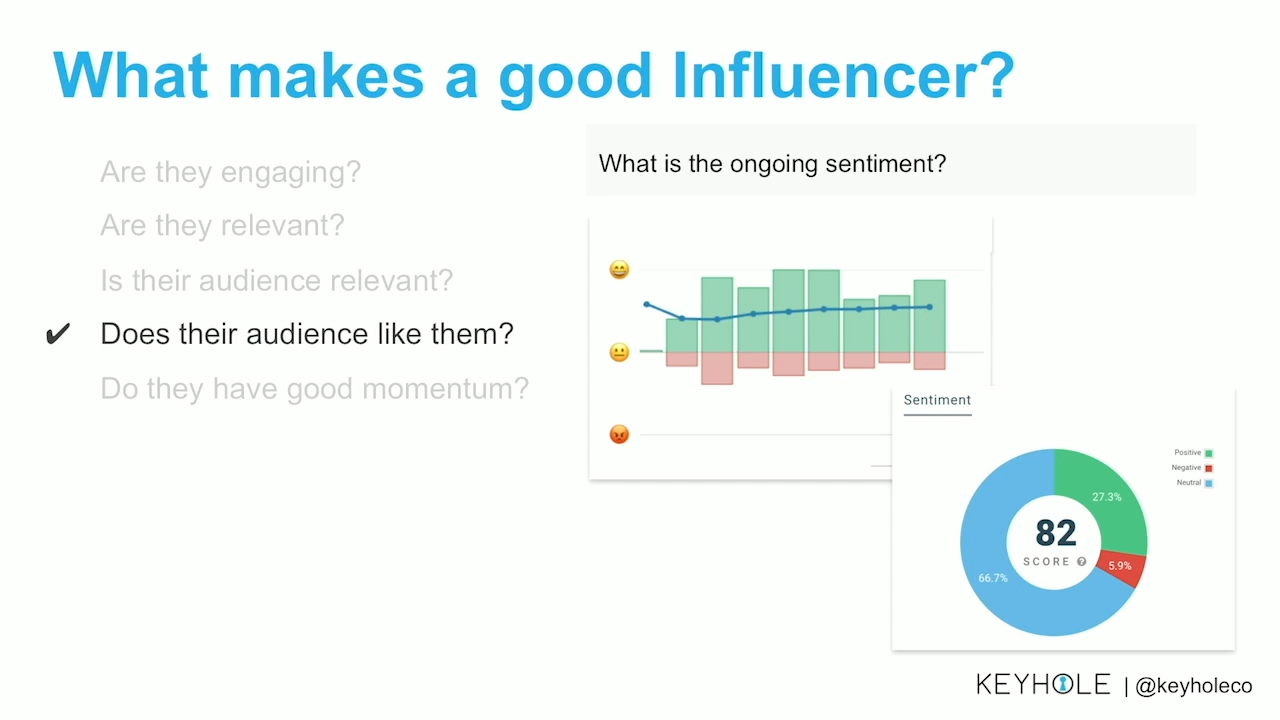 What makes a good Influencer?
Are they engaging?
Are they relevant?
Is their audience relevant?
✔ Does their audience like them?
Do they have good momentum?
What is the ongoing sentiment?
Sentiment
Positive
Negative
Neutral
27.3%
5.9%
66.7%
82
SCORE ?
KEYHOLE | @keyholeco